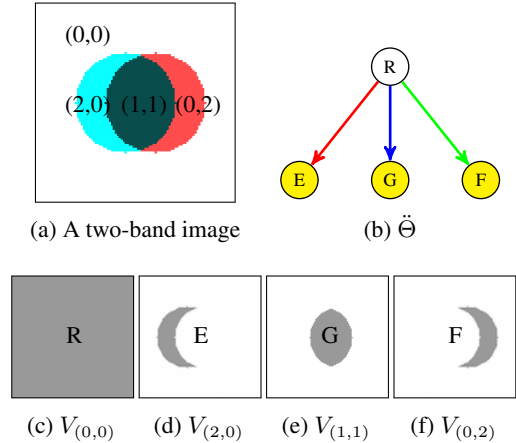 (0,0)
(2,0) (1,1) (0,2)
R
E G F
(a) A two-band image
(b) Θ̈
R
E
G
F
(c) V(0,0)
(d) V(2,0)
(e) V(1,1)
(f) V(0,2)